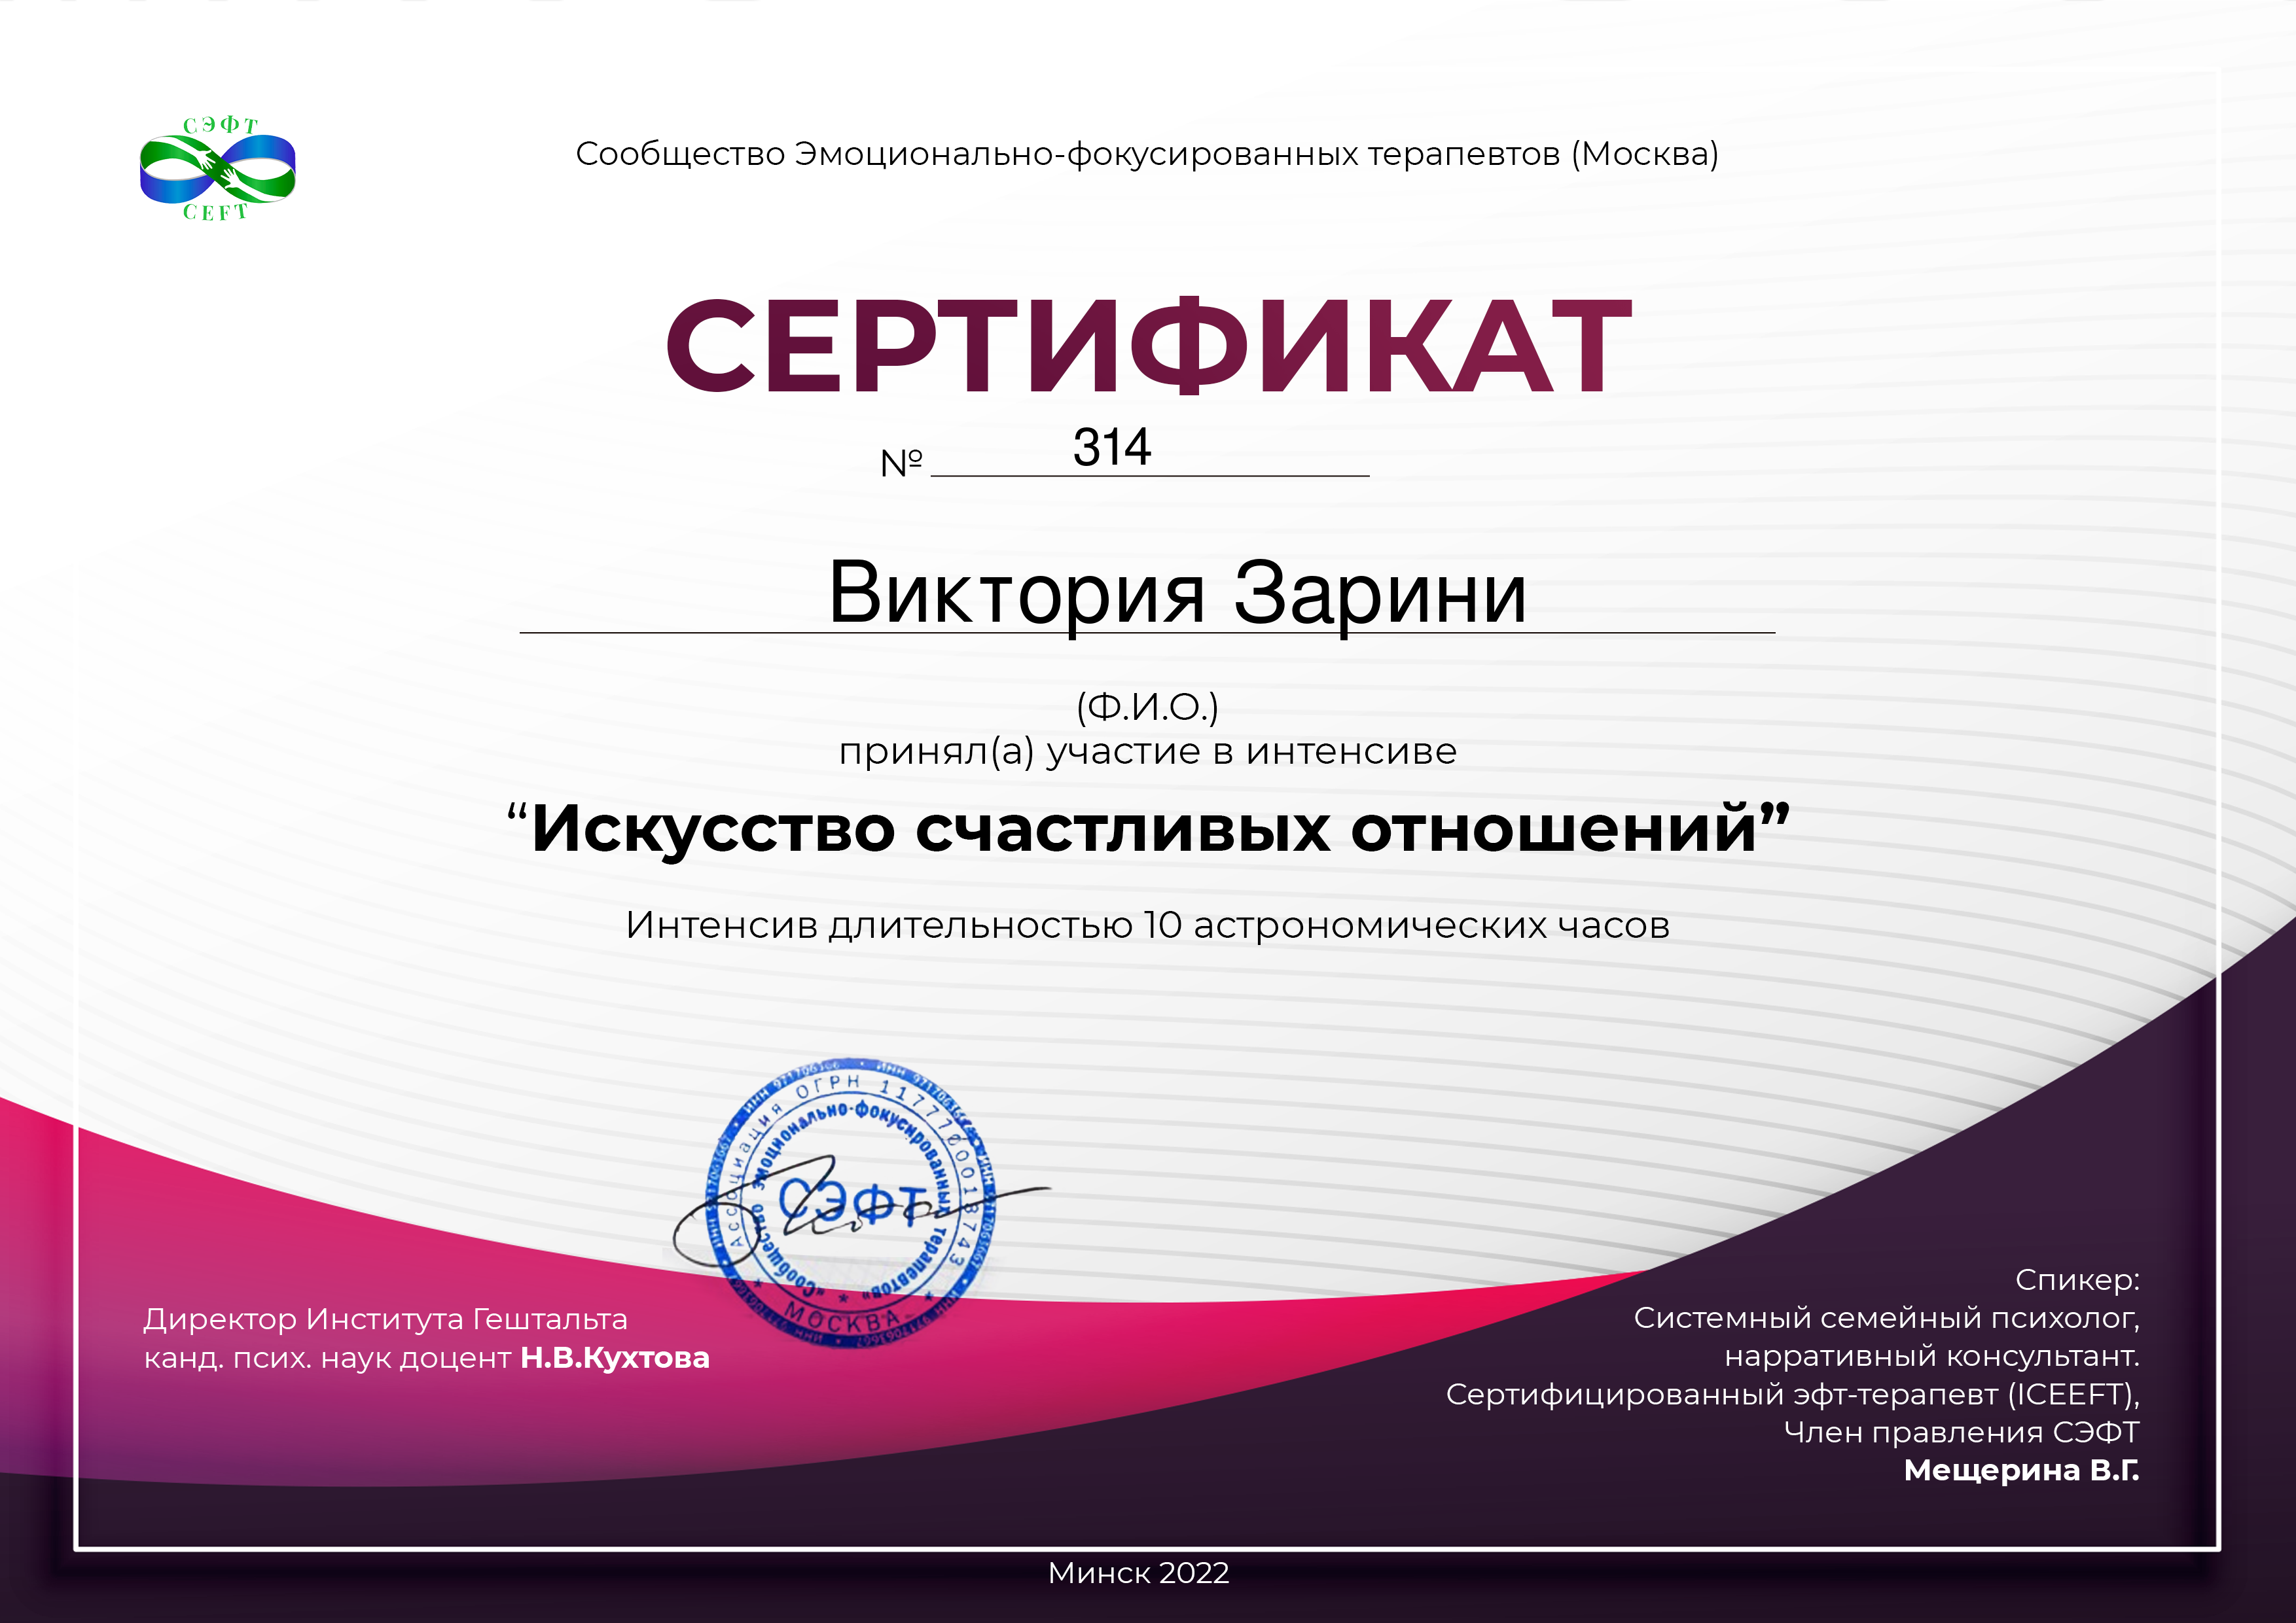 СЭФТ
CEFT
Сообщество Эмоционально-фокусированных терапевтов (Москва)
СЕРТИФИКАТ
№ 314
Виктория Зарини
(Ф.И.О.)
принял(а) участие в интенсиве
“Искусство счастливых отношений”
Интенсив длительностью 10 астрономических часов
Ассоциация ОГРН 1177700018743
«Сообщество эмоционально-фокусированных терапевтов»
СЭФТ
МОСКВА
Директор Института Гештальта
канд. псих. наук доцент Н.В.Кухтова
Спикер:
Системный семейный психолог,
нарративный консультант.
Сертифицированный эфт-терапевт (ICEEFT),
Член правления СЭФТ
Мещерина В.Г.
Минск 2022